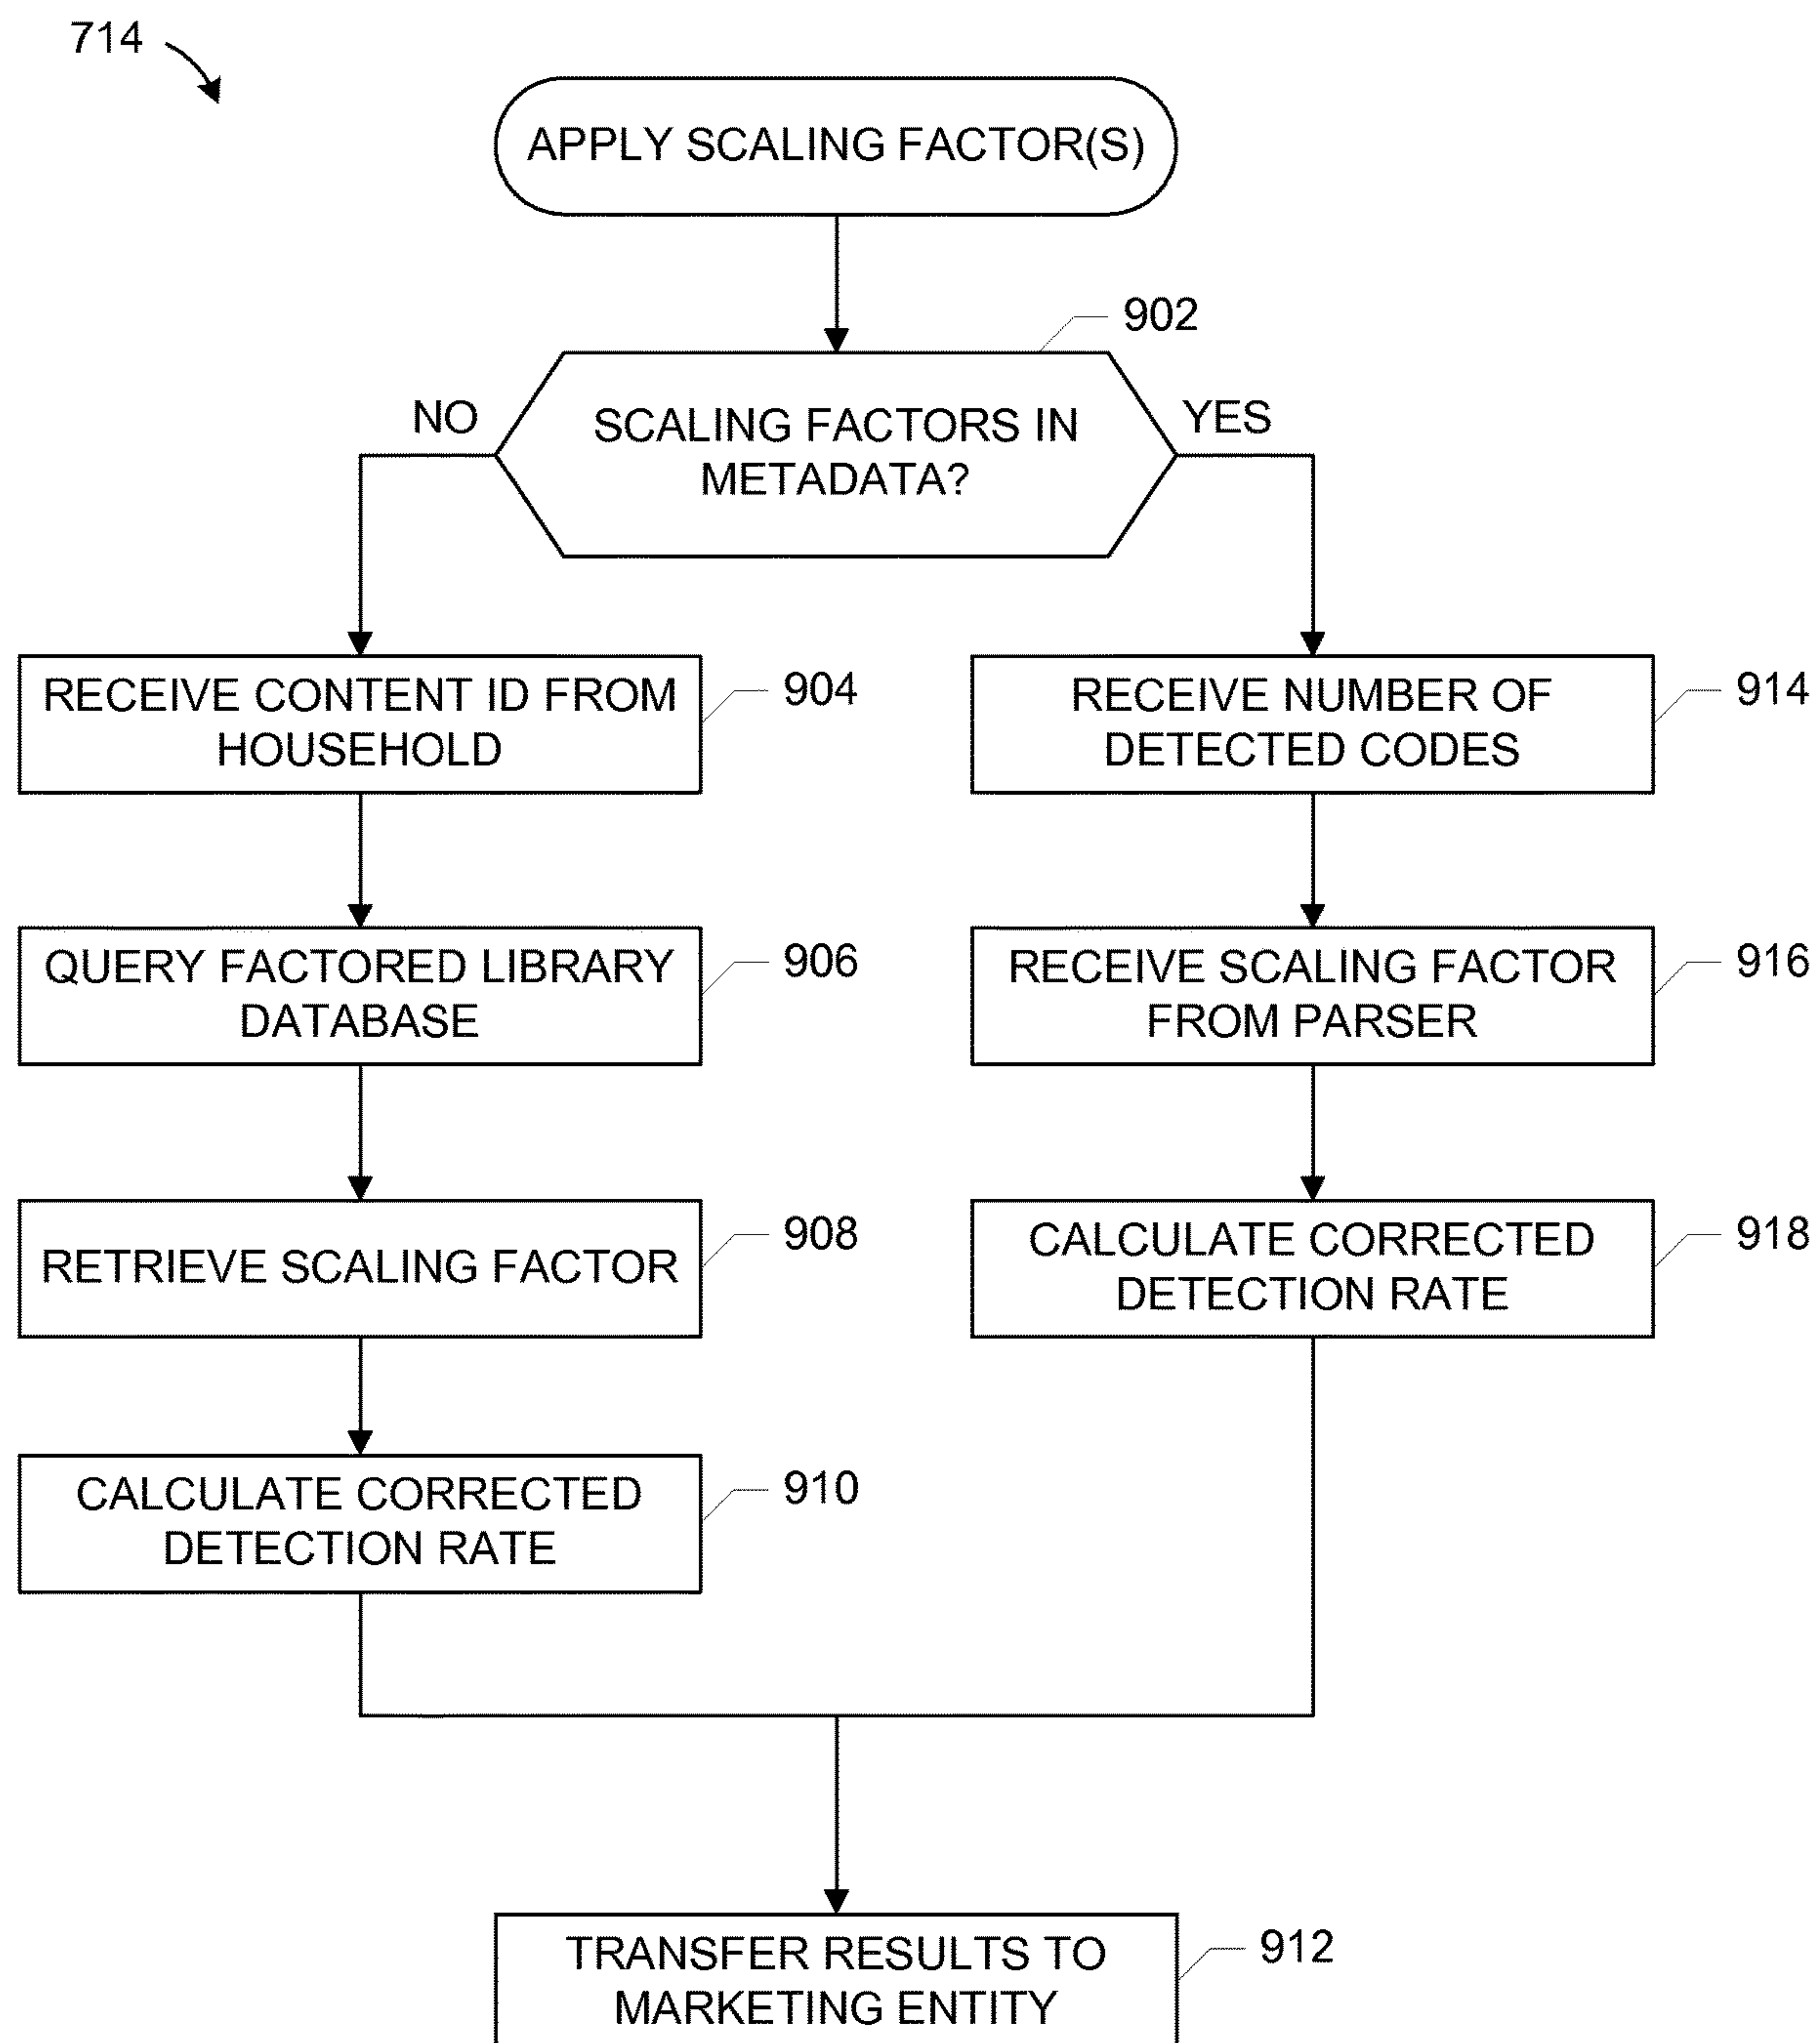 714
APPLY SCALING FACTOR(S)
902
NO
SCALING FACTORS IN
METADATA?
YES
RECEIVE CONTENT ID FROM
HOUSEHOLD
904
RECEIVE NUMBER OF
DETECTED CODES
914
QUERY FACTORED LIBRARY
DATABASE
906
RECEIVE SCALING FACTOR
FROM PARSER
916
RETRIEVE SCALING FACTOR
908
CALCULATE CORRECTED
DETECTION RATE
918
CALCULATE CORRECTED
DETECTION RATE
910
TRANSFER RESULTS TO
MARKETING ENTITY
912